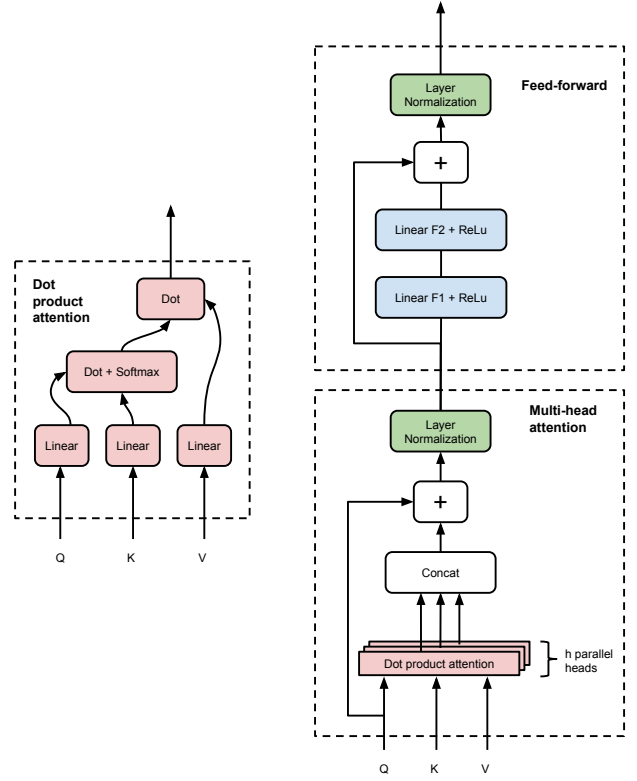 Dot
product
attention
Dot
Dot + Softmax
Linear
Linear
Linear
Q
K
V
Feed-forward
Layer
Normalization
+
Linear F2 + ReLu
Linear F1 + ReLu
Multi-head
attention
Layer
Normalization
+
Concat
Dot product attention
h parallel
heads
Q
K
V